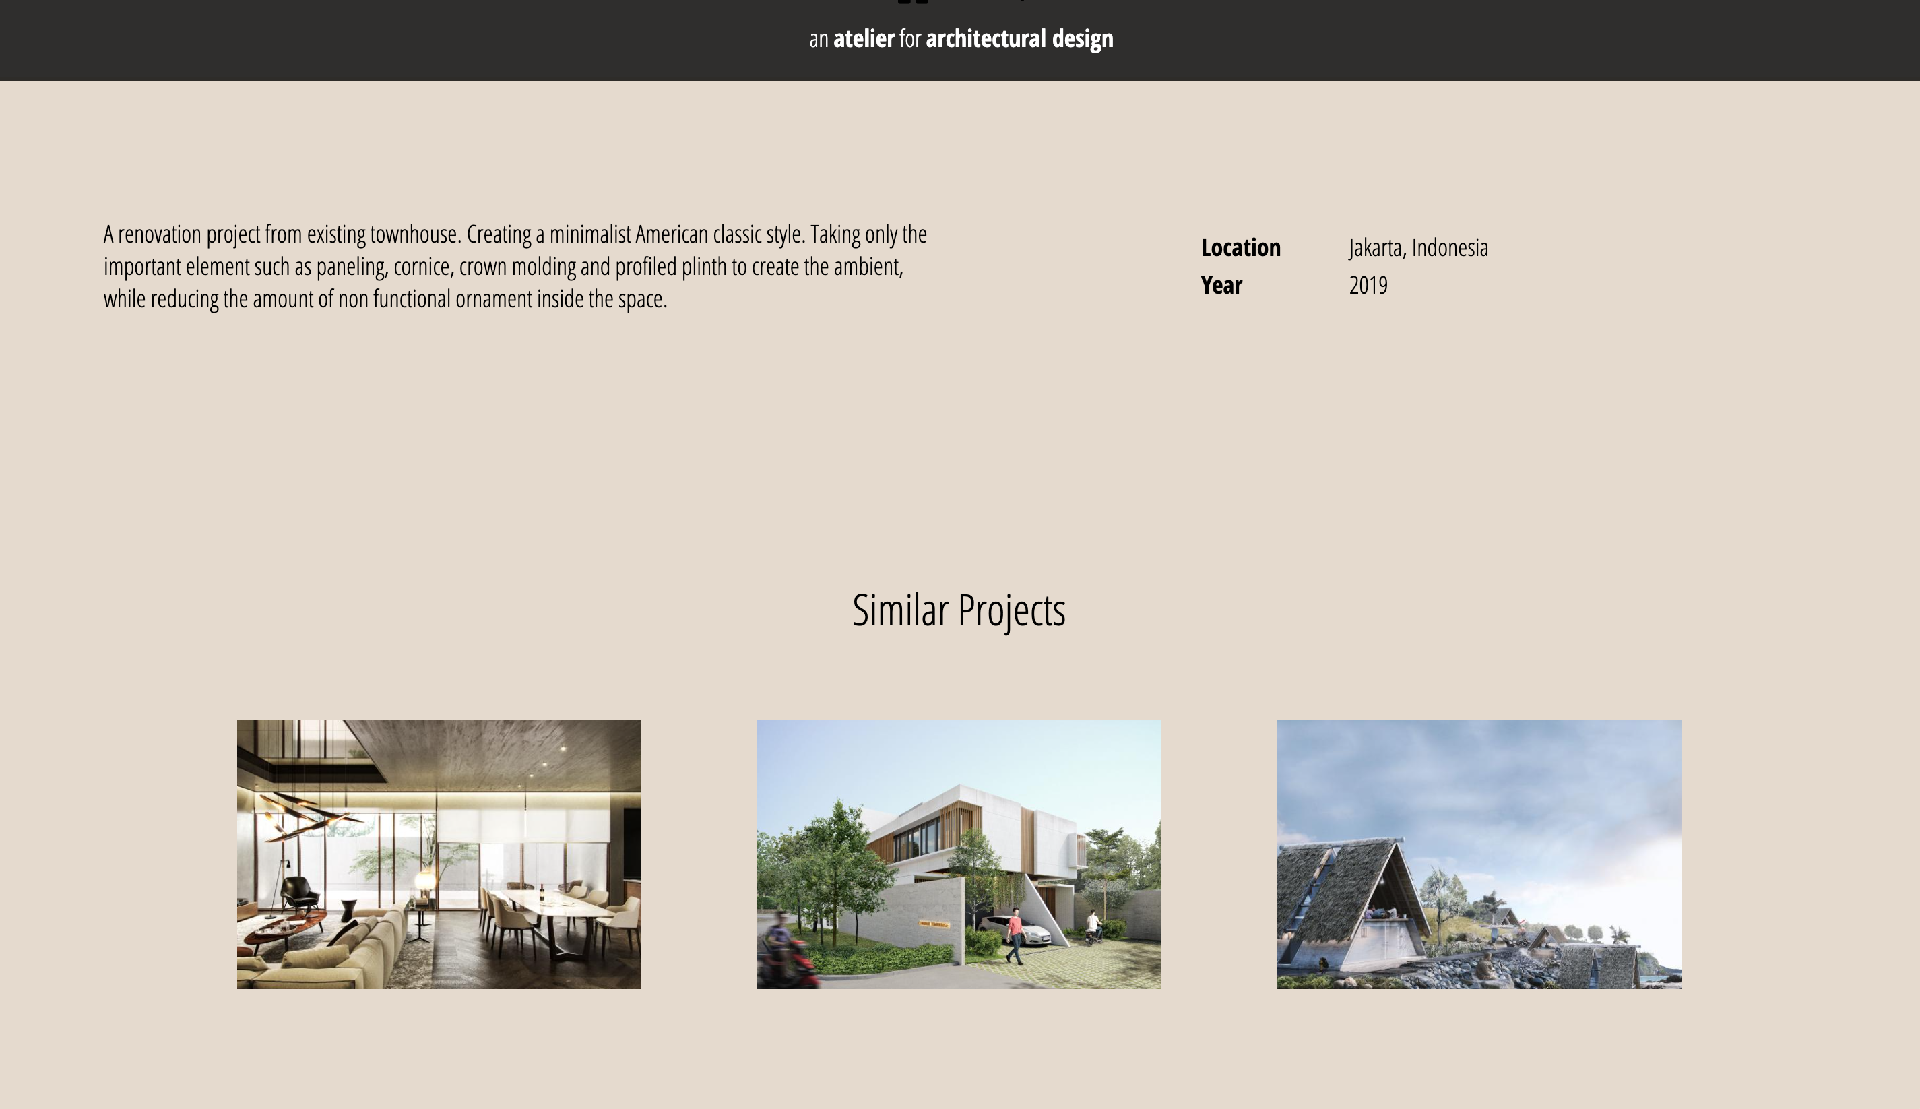 an atelier for architectural design
A renovation project from existing townhouse. Creating a minimalist American classic style. Taking only the
important element such as paneling, cornice, crown molding and profiled plinth to create the ambient,
while reducing the amount of non functional ornament inside the space.
Location Jakarta, Indonesia
Year 2019
Similar Projects